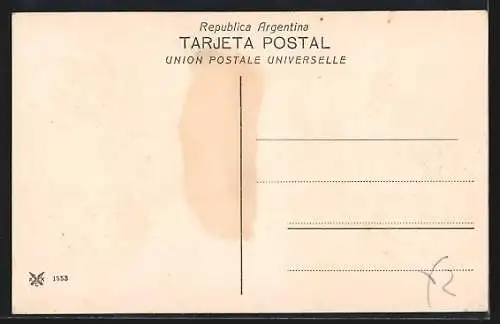 Republica Argentina
TARJETA POSTAL
UNION POSTALE UNIVERSELLE
1553